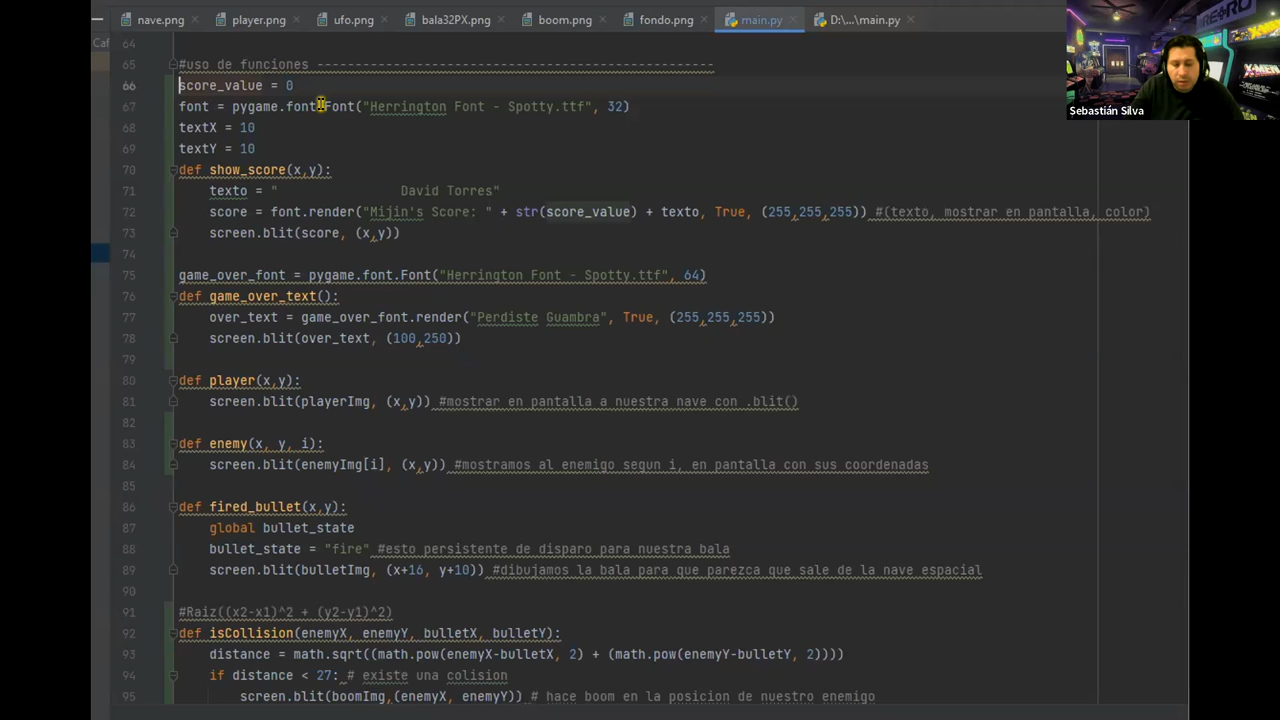 nave.png player.png ufo.png bala32PX.png boom.png fondo.png main.py D:\...\main.py
Caf
64
65 #uso de funciones ----------------------------------------------------
66 score_value = 0
67 font = pygame.font.Font("Herrington Font - Spotty.ttf", 32)
68 textX = 10
69 textY = 10
70 def show_score(x,y):
71 texto = " David Torres"
72 score = font.render("Mijin's Score: " + str(score_value) + texto, True, (255,255,255)) #(texto, mostrar en pantalla, color)
73 screen.blit(score, (x,y))
74
75 game_over_font = pygame.font.Font("Herrington Font - Spotty.ttf", 64)
76 def game_over_text():
77 over_text = game_over_font.render("Perdiste Guambra", True, (255,255,255))
78 screen.blit(over_text, (100,250))
79
80 def player(x,y):
81 screen.blit(playerImg, (x,y)) #mostrar en pantalla a nuestra nave con .blit()
82
83 def enemy(x, y, i):
84 screen.blit(enemyImg[i], (x,y)) #mostramos al enemigo segun i, en pantalla con sus coordenadas
85
86 def fired_bullet(x,y):
87 global bullet_state
88 bullet_state = "fire" #esto persistente de disparo para nuestra bala
89 screen.blit(bulletImg, (x+16, y+10)) #dibujamos la bala para que parezca que sale de la nave espacial
90
91 #Raiz((x2-x1)^2 + (y2-y1)^2)
92 def isCollision(enemyX, enemyY, bulletX, bulletY):
93 distance = math.sqrt((math.pow(enemyX-bulletX, 2) + (math.pow(enemyY-bulletY, 2))))
94 if distance < 27: # existe una colision
95 screen.blit(boomImg,(enemyX, enemyY)) # hace boom en la posicion de nuestro enemigo
RETRO
X-MEN
Sebastián Silva